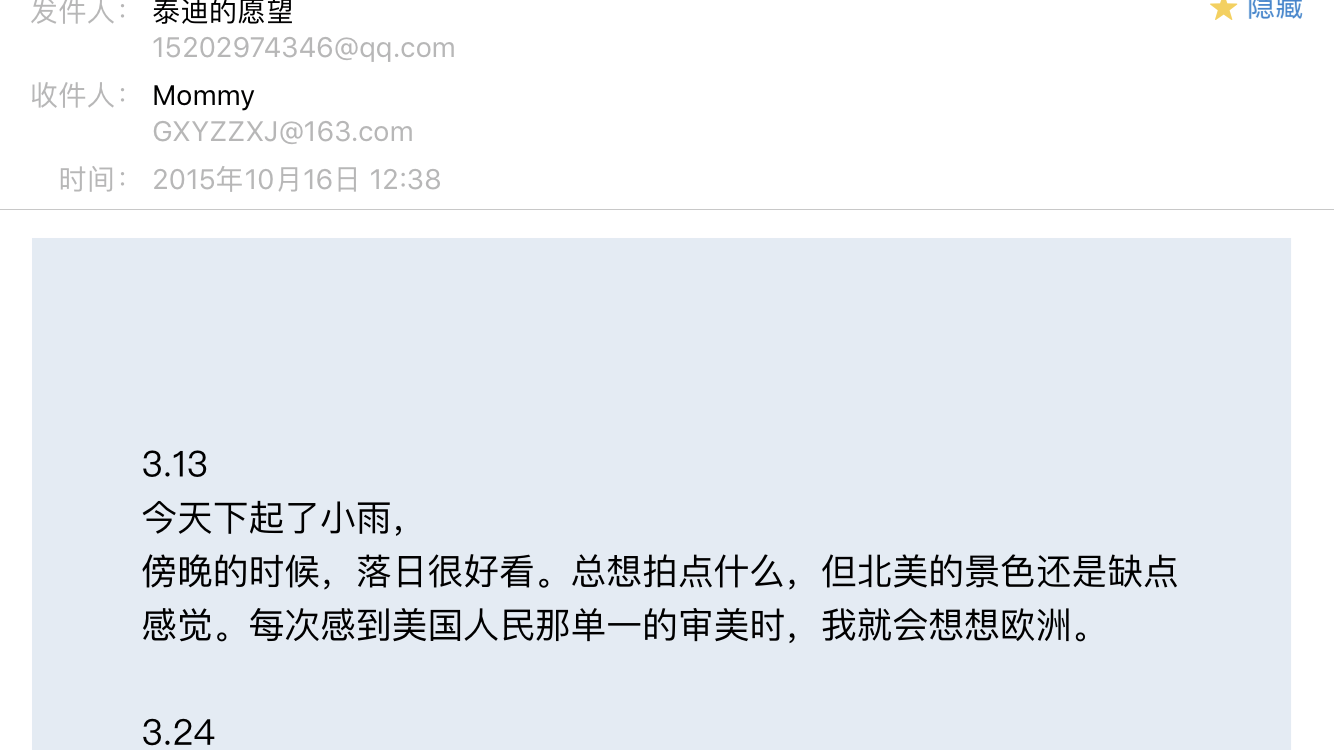 发件人： 泰迪的愿望 ★ 隐藏
15202974346@qq.com
收件人： Mommy
GXYZZXJ@163.com
时间： 2015年10月16日 12:38
3.13
今天下起了小雨，
傍晚的时候，落日很好看。总想拍点什么，但北美的景色还是缺点
感觉。每次感到美国人民那单一的审美时，我就会想想欧洲。
3.24